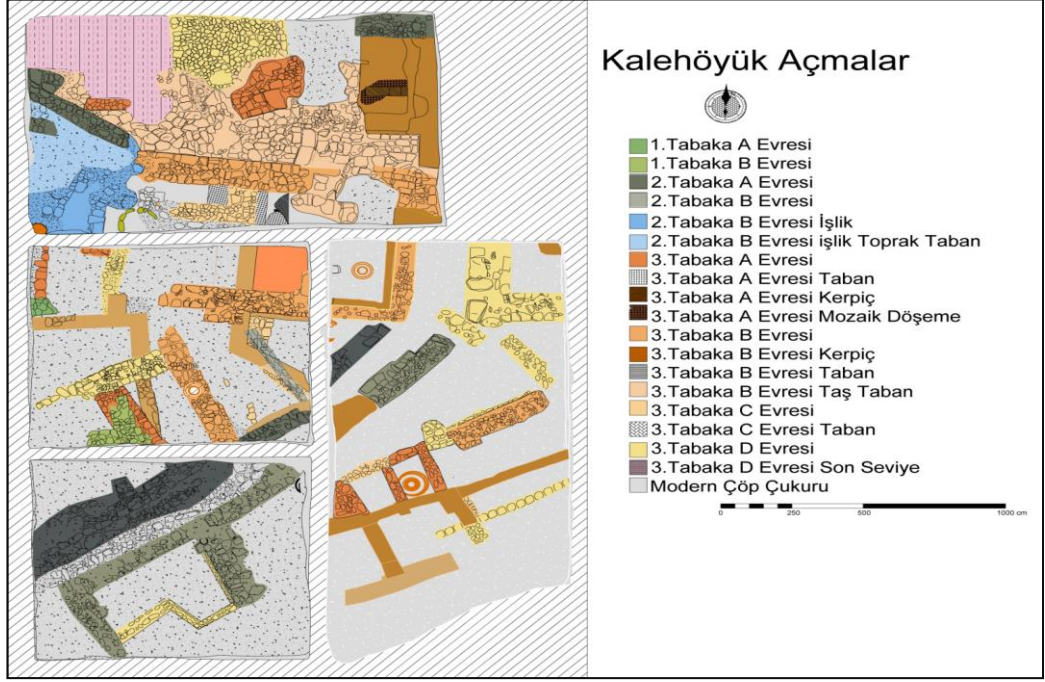 Kalehöyük Açmalar
1.Tabaka A Evresi
1.Tabaka B Evresi
2.Tabaka A Evresi
2.Tabaka B Evresi
2.Tabaka B Evresi İşlik
2.Tabaka B Evresi işlik Toprak Taban
3.Tabaka A Evresi
3.Tabaka A Evresi Taban
3.Tabaka A Evresi Kerpiç
3.Tabaka A Evresi Mozaik Döşeme
3.Tabaka B Evresi
3.Tabaka B Evresi Kerpiç
3.Tabaka B Evresi Taban
3.Tabaka B Evresi Taş Taban
3.Tabaka C Evresi
3.Tabaka C Evresi Taban
3.Tabaka D Evresi
3.Tabaka D Evresi Son Seviye
Modern Çöp Çukuru
0 250 500 1000 cm